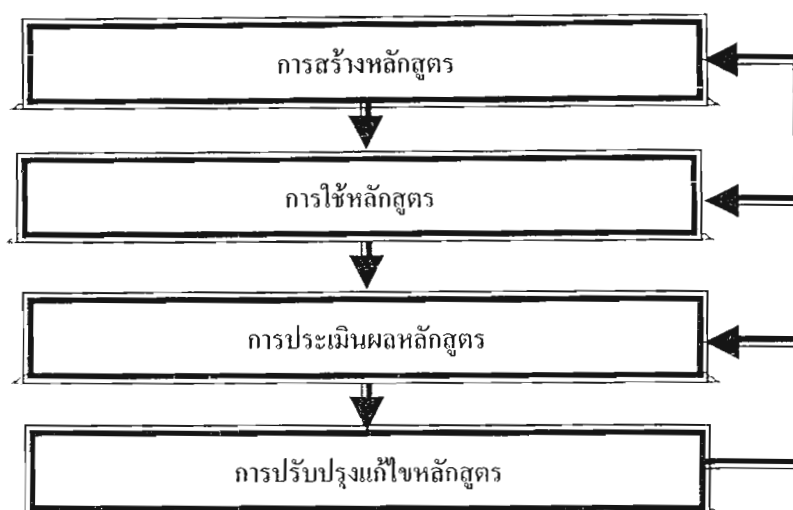 การสร้างหลักสูตร
การใช้หลักสูตร
การประเมินผลหลักสูตร
การปรับปรุงแก้ไขหลักสูตร